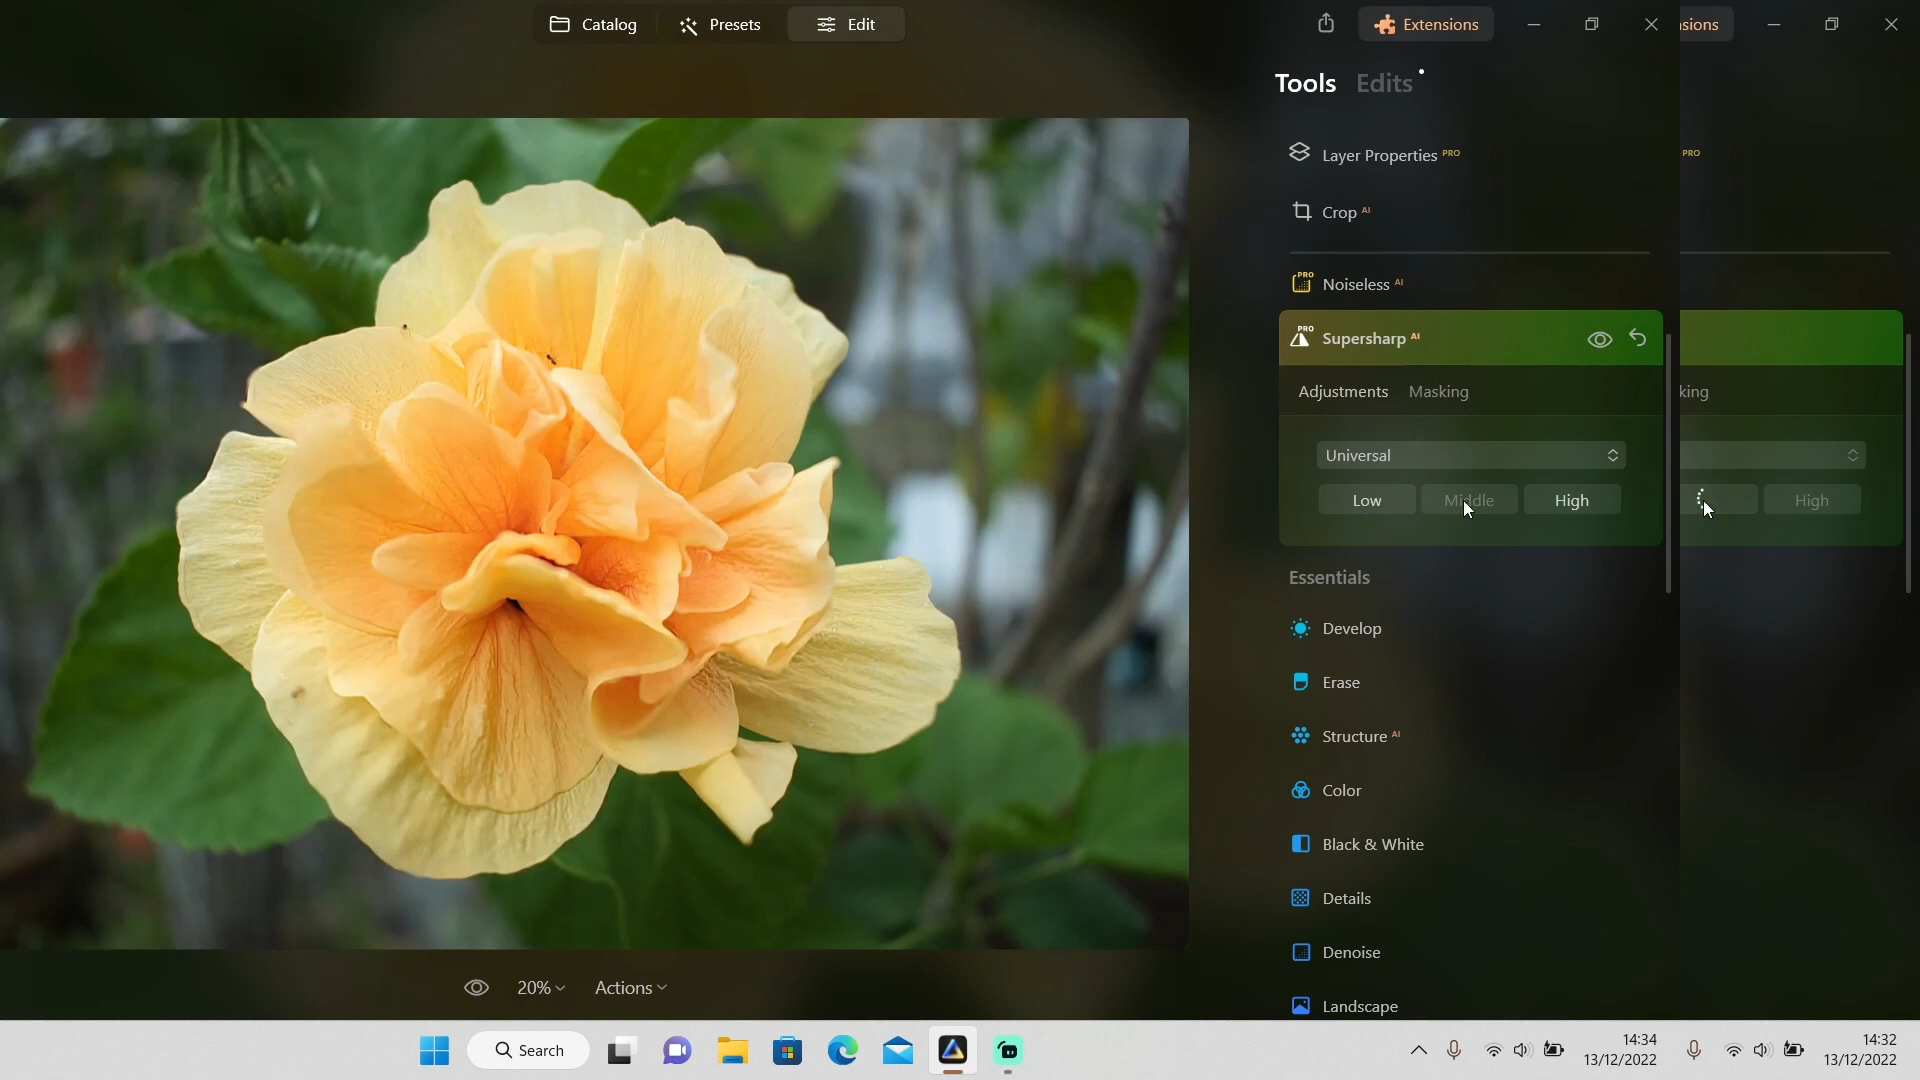 Catalog
Presets
Edit
Extensions
sions
Tools
Edits
Layer Properties PRO
PRO
Crop AI
PRO
Noiseless AI
PRO
Supersharp AI
Adjustments
Masking
king
Universal
Low
Middle
High
High
Essentials
Develop
Erase
Structure AI
Color
Black & White
Details
Denoise
Landscape
20%
Actions
Search
14:34
13/12/2022
14:32
13/12/2022